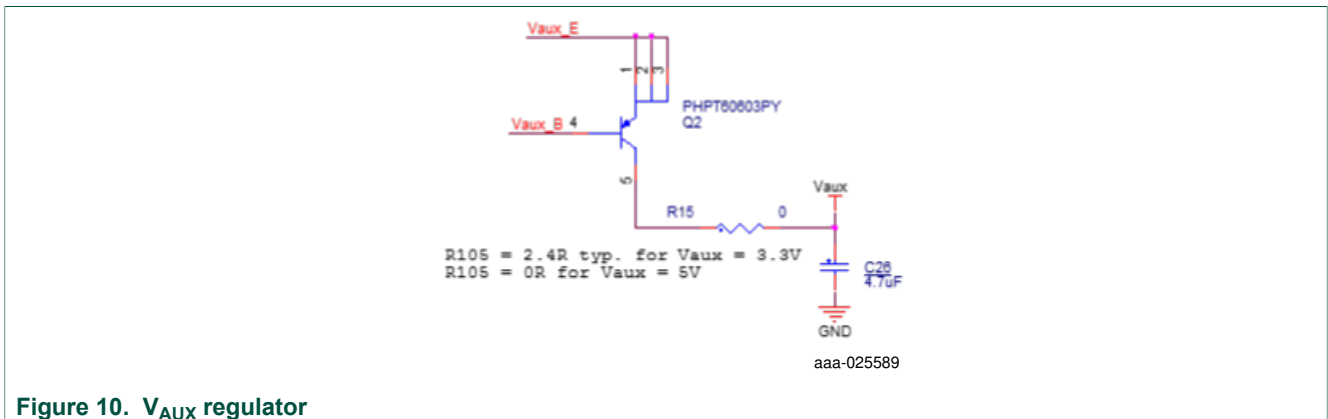 Vaux_E
1 2 3
PHPT60603PY
Q2
Vaux_B 4
5
Vaux
R15 0
R105 = 2.4R typ. for Vaux = 3.3V
R105 = 0R for Vaux = 5V
C26
4.7uF
GND
aaa-025589
Figure 10. VAUX regulator